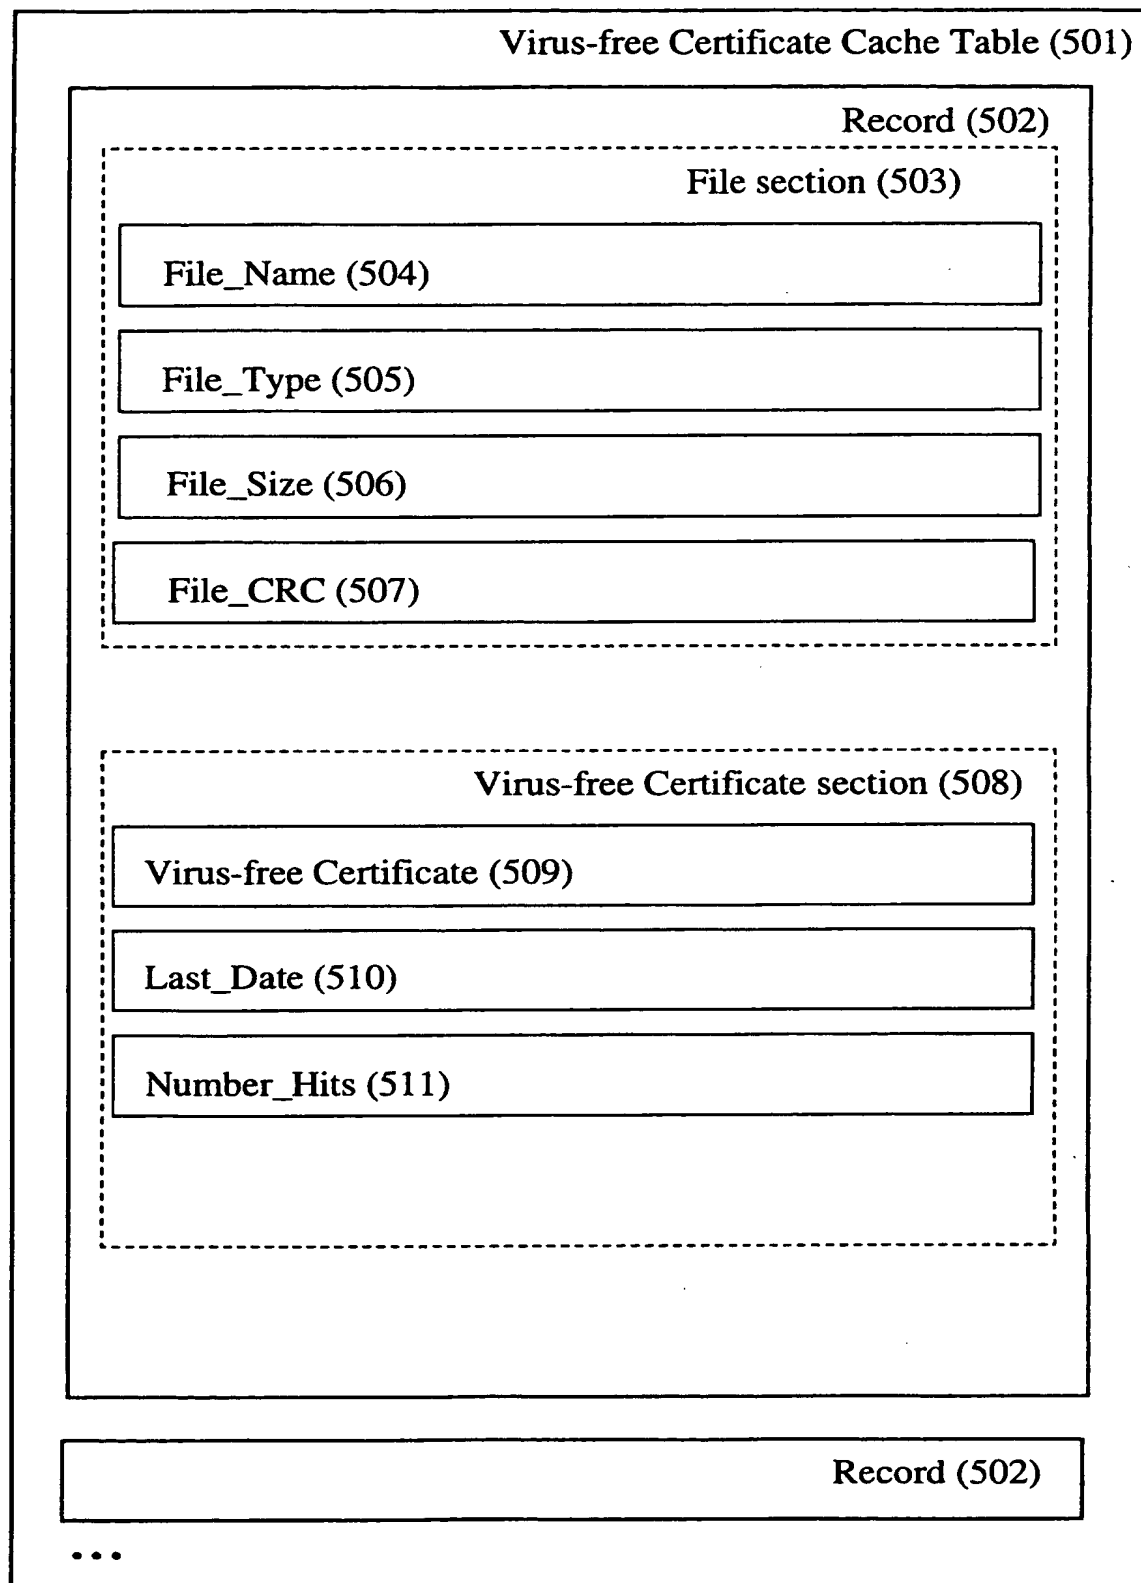 Virus-free Certificate Cache Table (501)
Record (502)
File section (503)
File_Name (504)
File_Type (505)
File_Size (506)
File_CRC (507)
Virus-free Certificate section (508)
Virus-free Certificate (509)
Last_Date (510)
Number_Hits (511)
Record (502)
...